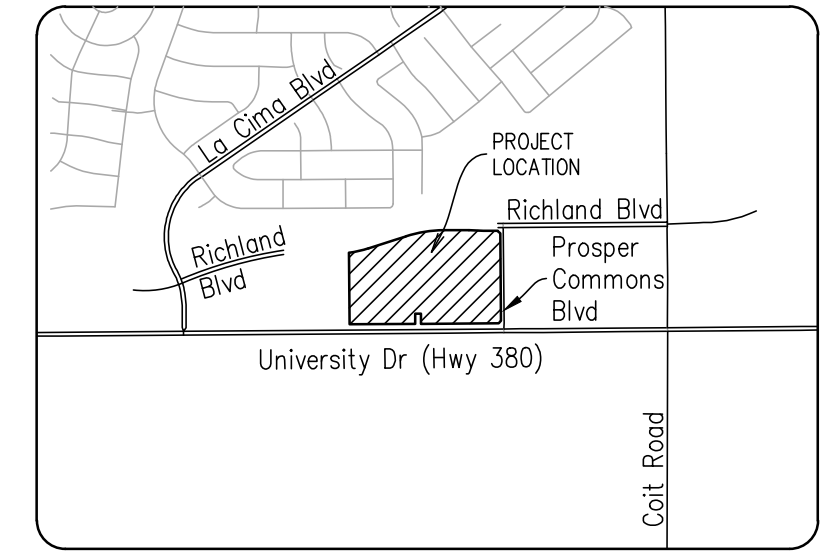 La Cima Blvd
PROJECT
LOCATION
Richland Blvd
Richland
Blvd
Prosper
Commons
Blvd
University Dr (Hwy 380)
Coit Road